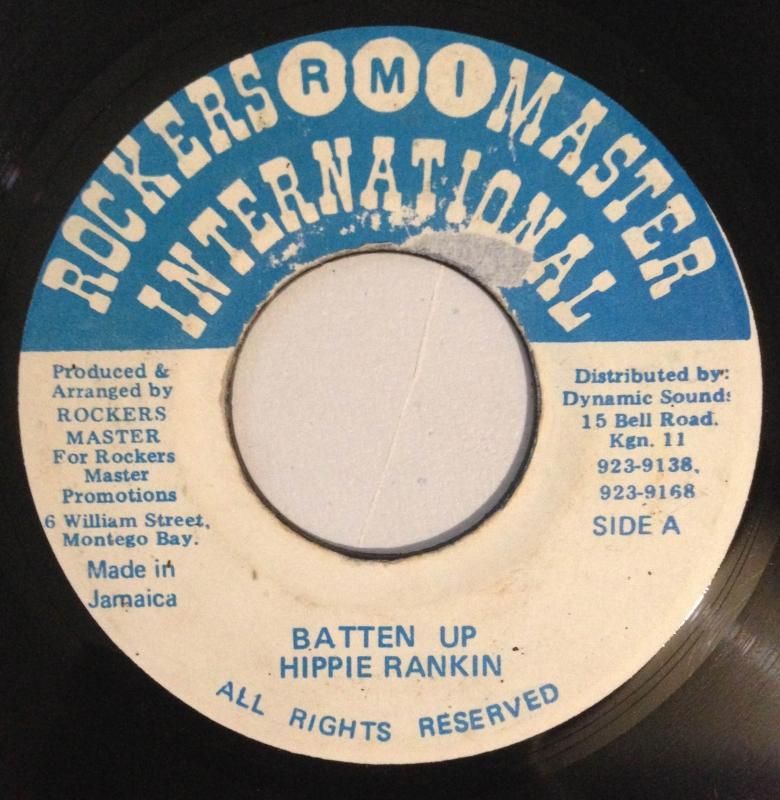 ROCKERS R M I MASTER
INTERNATIONAL
Produced &
Arranged by
ROCKERS
MASTER
For Rockers
Master
Promotions
6 William Street,
Montego Bay.
Made in
Jamaica
Distributed by:
Dynamic Sounds
15 Bell Road.
Kgn. 11
923-9138,
923-9168
SIDE A
BATTEN UP
HIPPIE RANKIN
ALL RIGHTS RESERVED